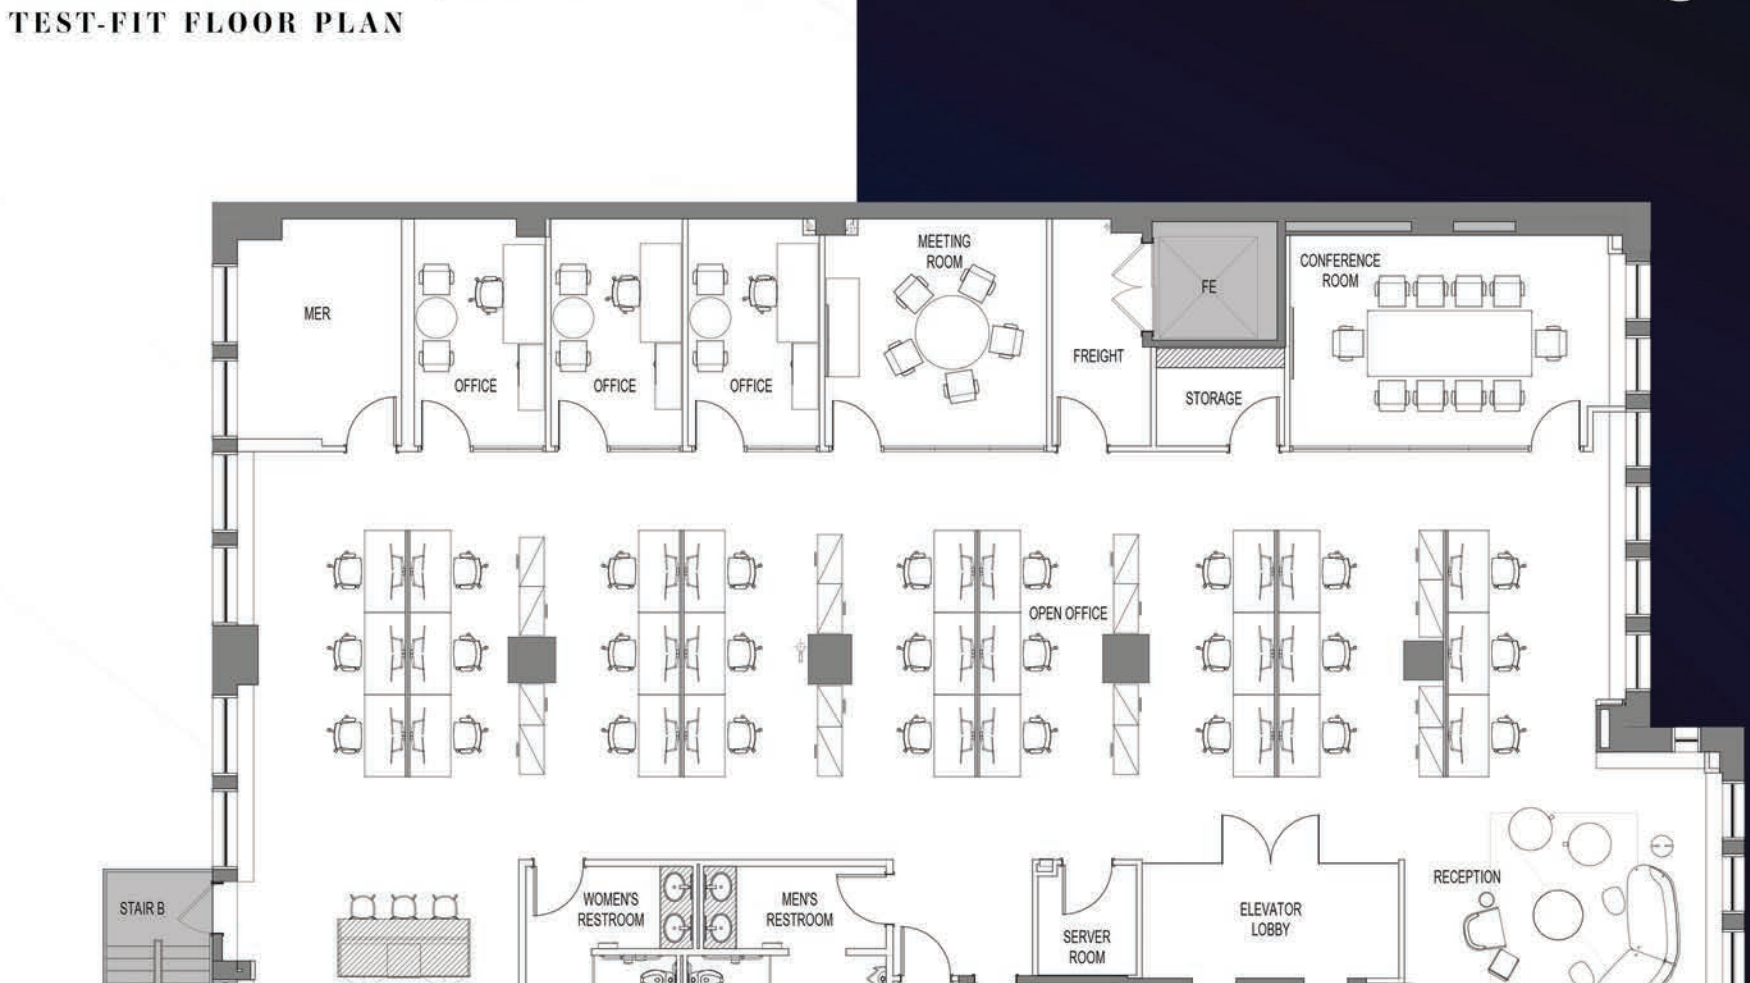 TEST-FIT FLOOR PLAN
MER
OFFICE
OFFICE
OFFICE
MEETING
ROOM
FREIGHT
FE
STORAGE
CONFERENCE
ROOM
OPEN OFFICE
STAIR B
WOMEN'S
RESTROOM
MEN'S
RESTROOM
SERVER
ROOM
ELEVATOR
LOBBY
RECEPTION